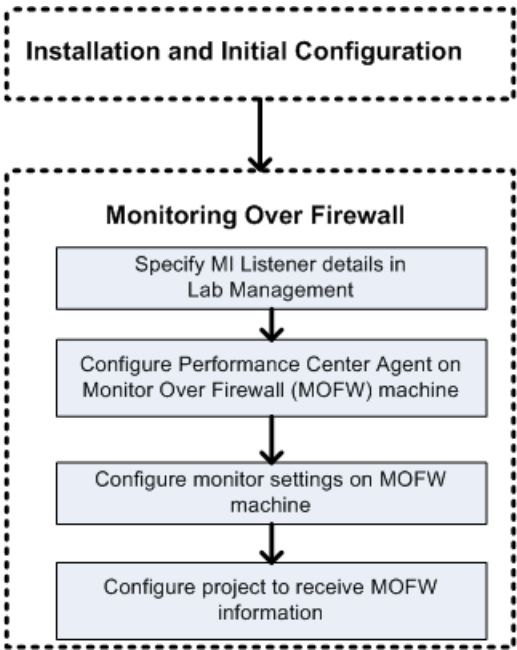 Installation and Initial Configuration
Monitoring Over Firewall
Specify MI Listener details in
Lab Management
Configure Performance Center Agent on
Monitor Over Firewall (MOFW) machine
Configure monitor settings on MOFW
machine
Configure project to receive MOFW
information